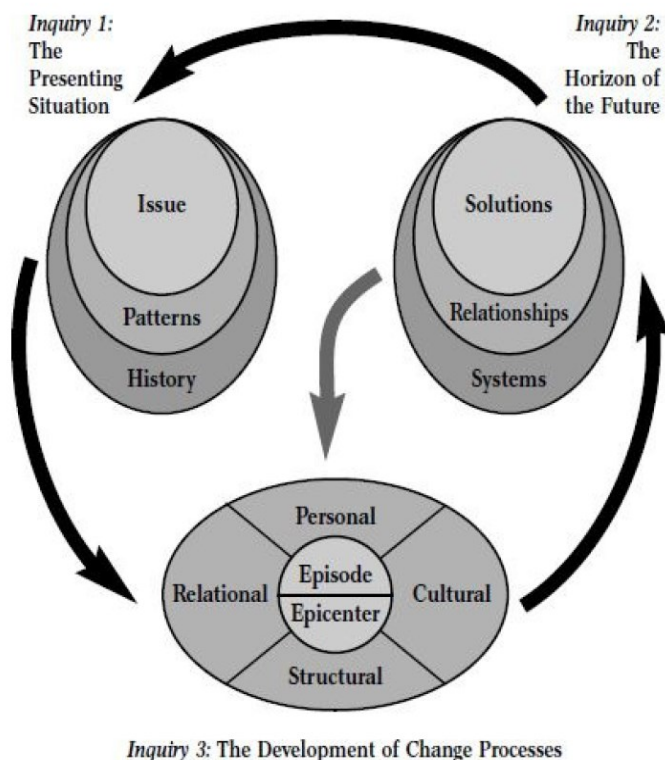 Inquiry 1:
The
Presenting
Situation
Inquiry 2:
The
Horizon of
the Future
Issue
Patterns
History
Solutions
Relationships
Systems
Personal
Relational
Episode
Epicenter
Cultural
Structural
Inquiry 3: The Development of Change Processes